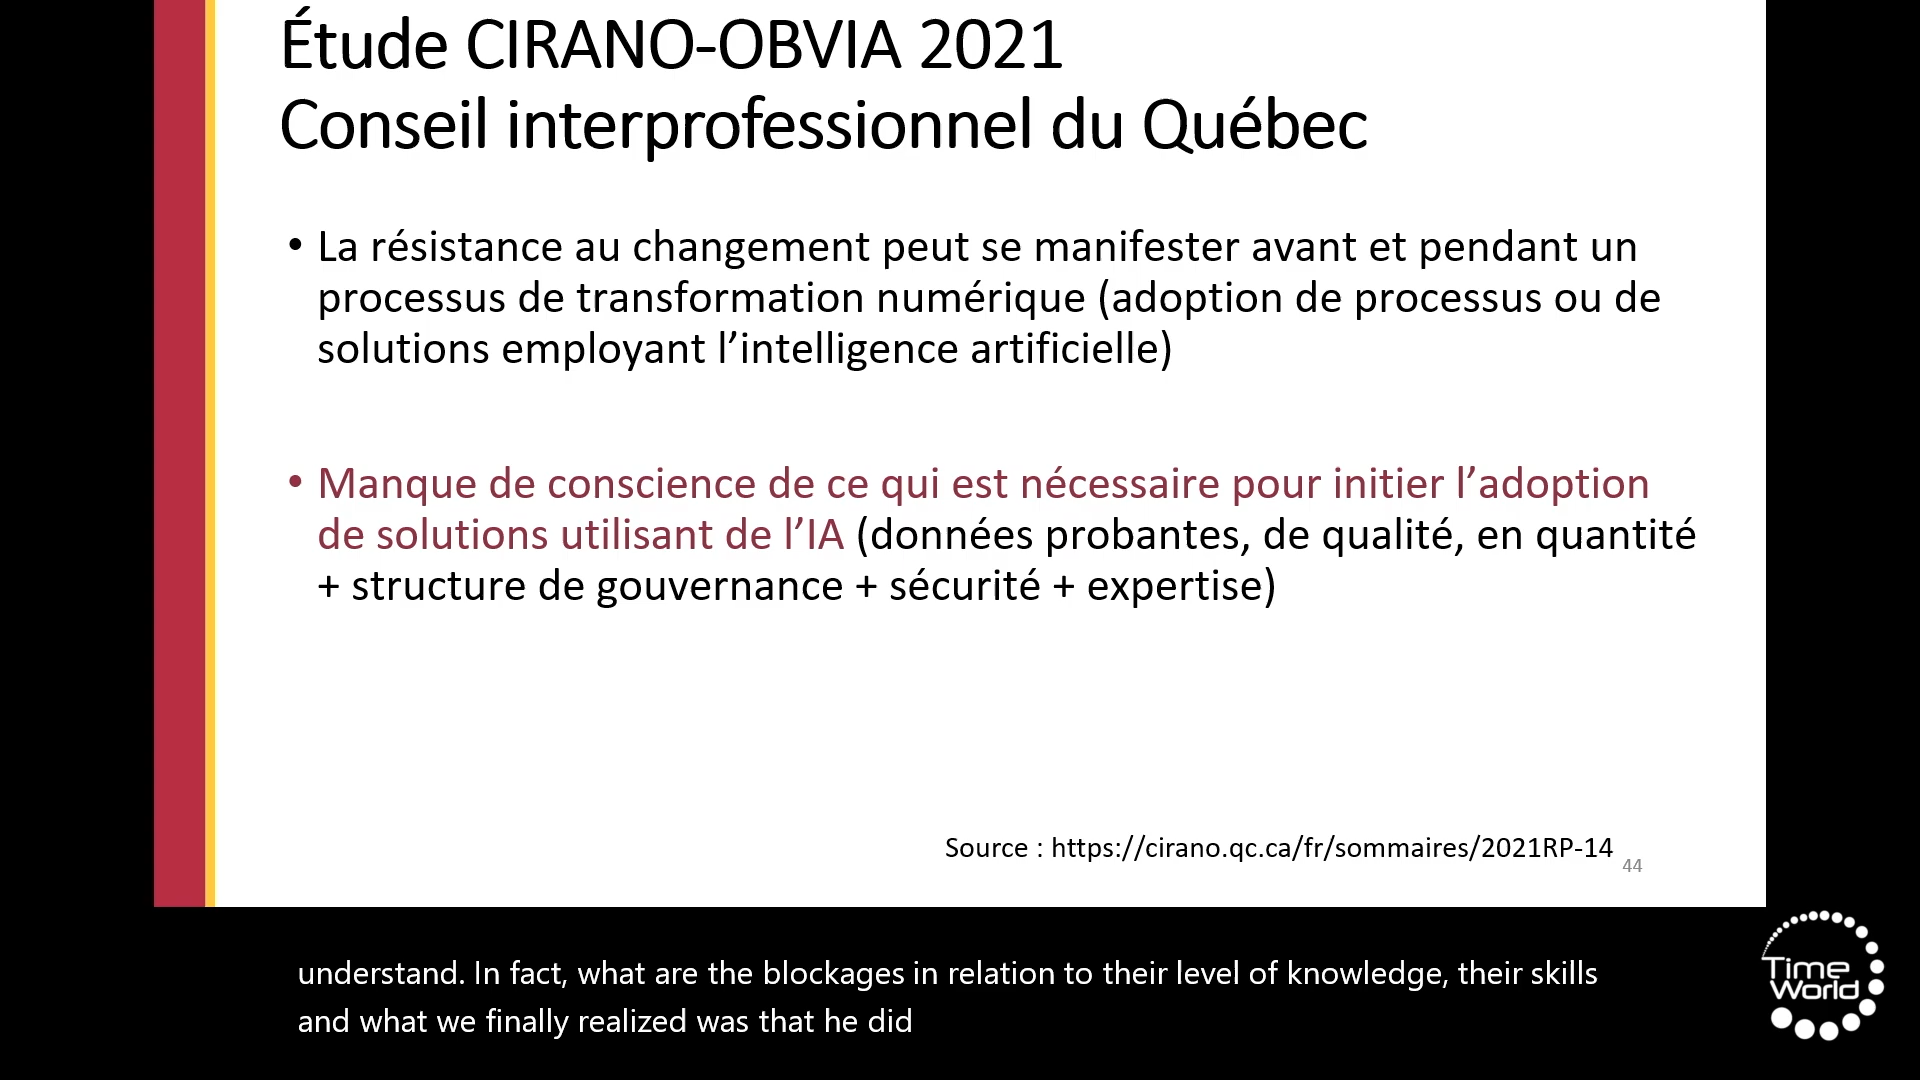 Étude CIRANO-OBVIA 2021
Conseil interprofessionnel du Québec
• La résistance au changement peut se manifester avant et pendant un
processus de transformation numérique (adoption de processus ou de
solutions employant l’intelligence artificielle)
• Manque de conscience de ce qui est nécessaire pour initier l’adoption
de solutions utilisant de l’IA (données probantes, de qualité, en quantité
+ structure de gouvernance + sécurité + expertise)
Source : https://cirano.qc.ca/fr/sommaires/2021RP-14
44
understand. In fact, what are the blockages in relation to their level of knowledge, their skills
and what we finally realized was that he did
Time
World